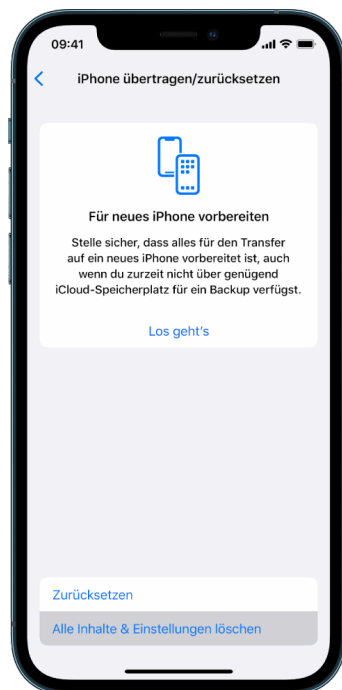 09:41
iPhone übertragen/zurücksetzen
Für neues iPhone vorbereiten
Stelle sicher, dass alles für den Transfer
auf ein neues iPhone vorbereitet ist, auch
wenn du zurzeit nicht über genügend
iCloud-Speicherplatz für ein Backup verfügst.
Los geht's
Zurücksetzen
Alle Inhalte & Einstellungen löschen